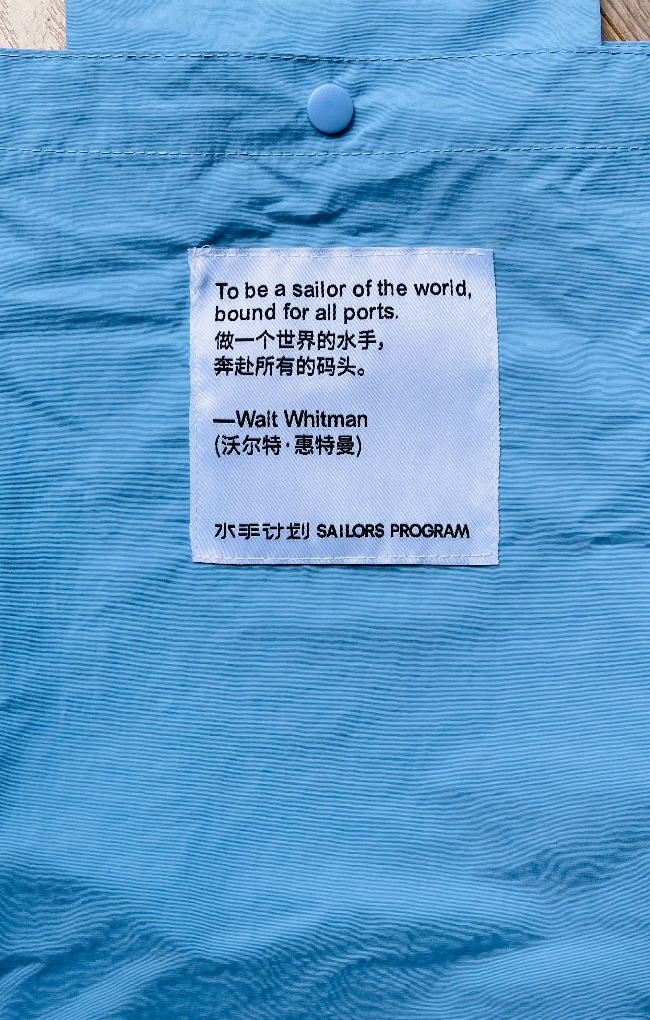 To be a sailor of the world,
bound for all ports.
做一个世界的水手，
奔赴所有的码头。
—Walt Whitman
(沃尔特·惠特曼)
水手计划 SAILORS PROGRAM